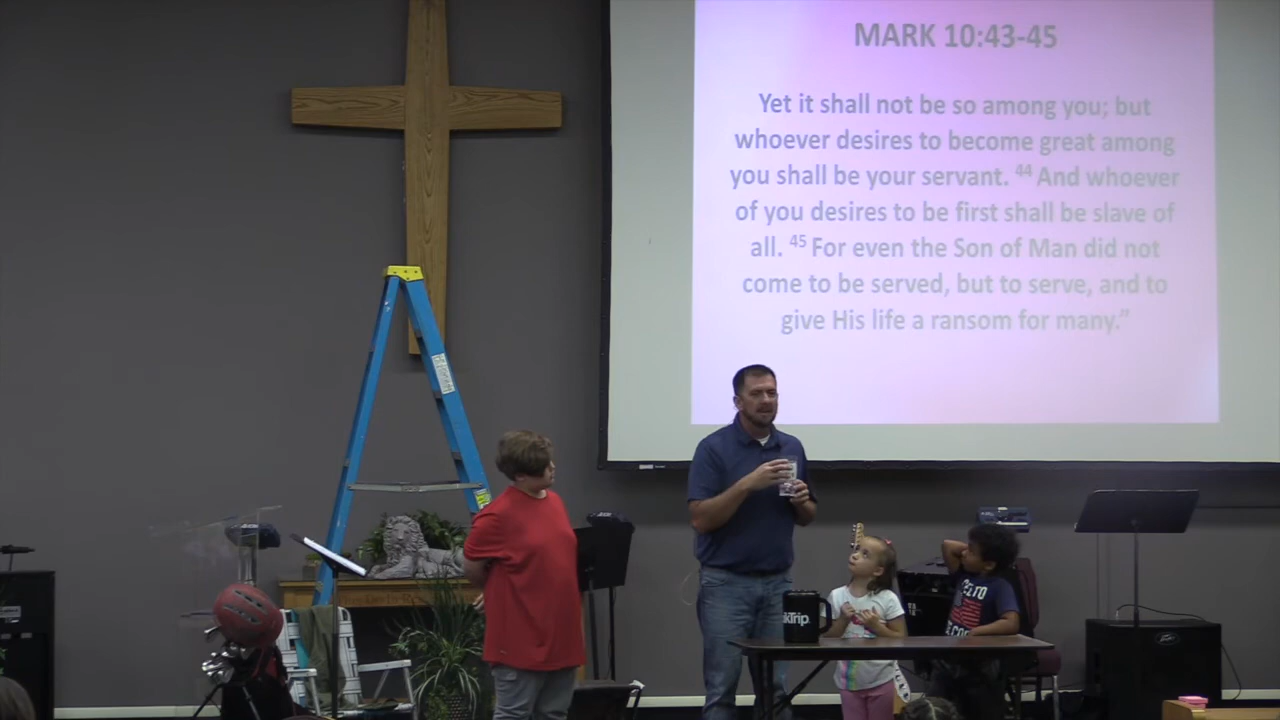 MARK 10:43-45
Yet it shall not be so among you; but
whoever desires to become great among
you shall be your servant. 44 And whoever
of you desires to be first shall be slave of
all. 45 For even the Son of Man did not
come to be served, but to serve, and to
give His life a ransom for many.”
kTrip.